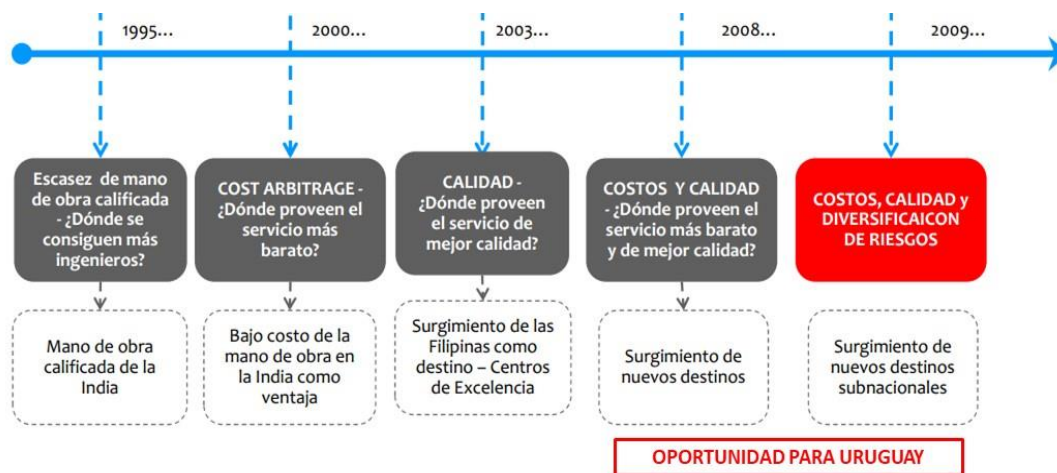 1995...
2000...
2003...
2008...
2009...
Escasez de mano
de obra calificada
- ¿Dónde se
consiguen más
ingenieros?
COST ARBITRAGE -
¿Dónde proveen el
servicio más
barato?
CALIDAD -
¿Dónde proveen
el servicio de
mejor calidad?
COSTOS Y CALIDAD
- ¿Dónde proveen el
servicio más barato
y de mejor calidad?
COSTOS, CALIDAD y
DIVERSIFICAICON
DE RIESGOS
Mano de obra
calificada de la
India
Bajo costo de la
mano de obra en
la India como
ventaja
Surgimiento de las
Filipinas como
destino – Centros
de Excelencia
Surgimiento de
nuevos destinos
Surgimiento de
nuevos destinos
subnacionales
OPORTUNIDAD PARA URUGUAY